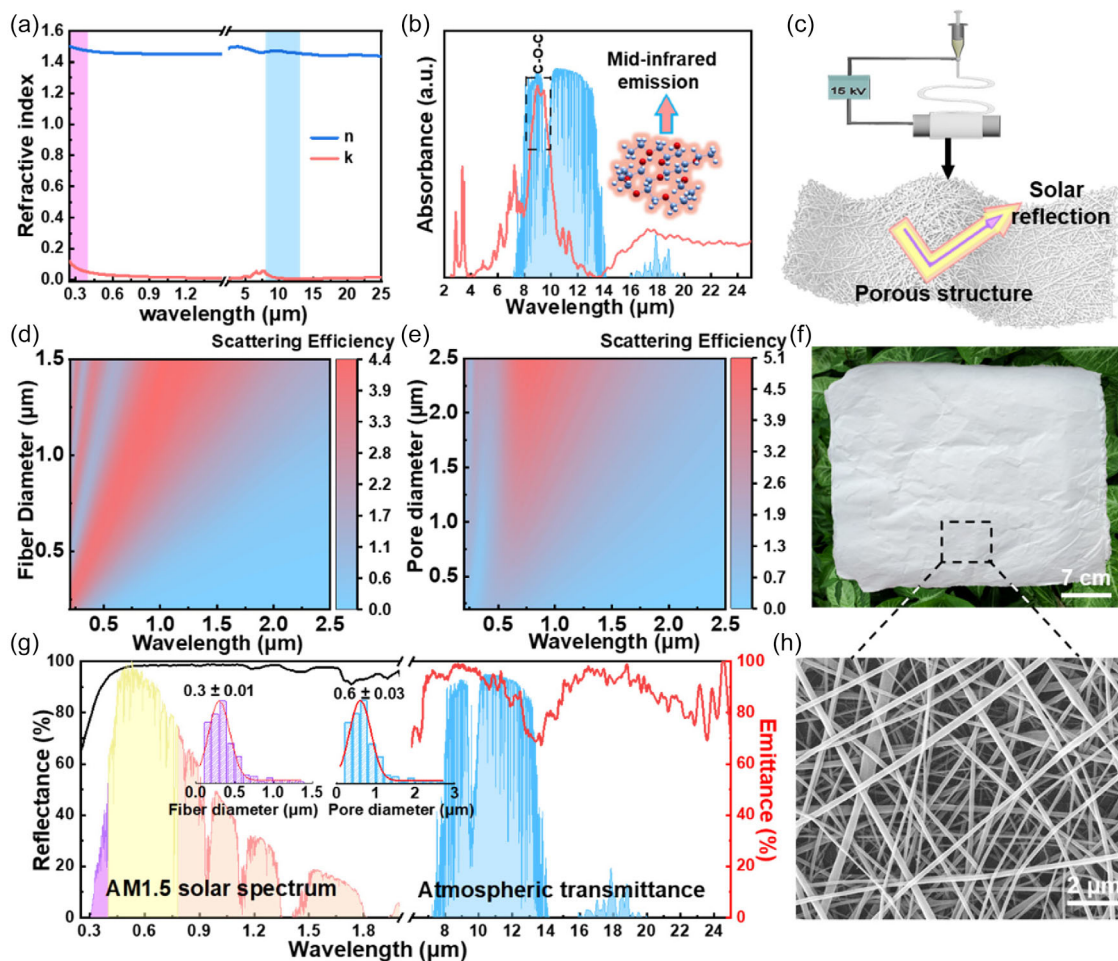 (a)
1.6
1.4
1.2
1.0
0.8
0.6
0.4
0.2
0.0
Refractive index
n
k
0.3 0.6 0.9 1.2 5 10 15 20 25
wavelength (μm)
(b)
Absorbance (a.u.)
C-O-C
Mid-infrared
emission
2 4 6 8 10 12 14 16 18 20 22 24
Wavelength (μm)
(c)
15 kV
Solar
reflection
Porous structure
(d)
Scattering Efficiency
1.5
1.0
0.5
Fiber Diameter (μm)
0.5 1.0 1.5 2.0 2.5
Wavelength (μm)
4.4
3.9
3.3
2.8
2.2
1.7
1.1
0.6
0.0
(e)
Scattering Efficiency
2.5
2.0
1.5
1.0
0.5
Pore diameter (μm)
0.5 1.0 1.5 2.0 2.5
Wavelength (μm)
5.1
4.5
3.8
3.2
2.6
1.9
1.3
0.7
0.0
(f)
7 cm
(g)
100
80
60
40
20
0
Reflectance (%)
0.3 ± 0.01
0.0 0.5 1.0 1.5
Fiber diameter (μm)
0.6 ± 0.03
0 1 2 3
Pore diameter (μm)
AM1.5 solar spectrum
Atmospheric transmittance
100
80
60
40
20
0
Emittance (%)
0.3 0.6 0.9 1.2 1.5 1.8 8 10 12 14 16 18 20 22 24
Wavelength (μm)
(h)
2 μm